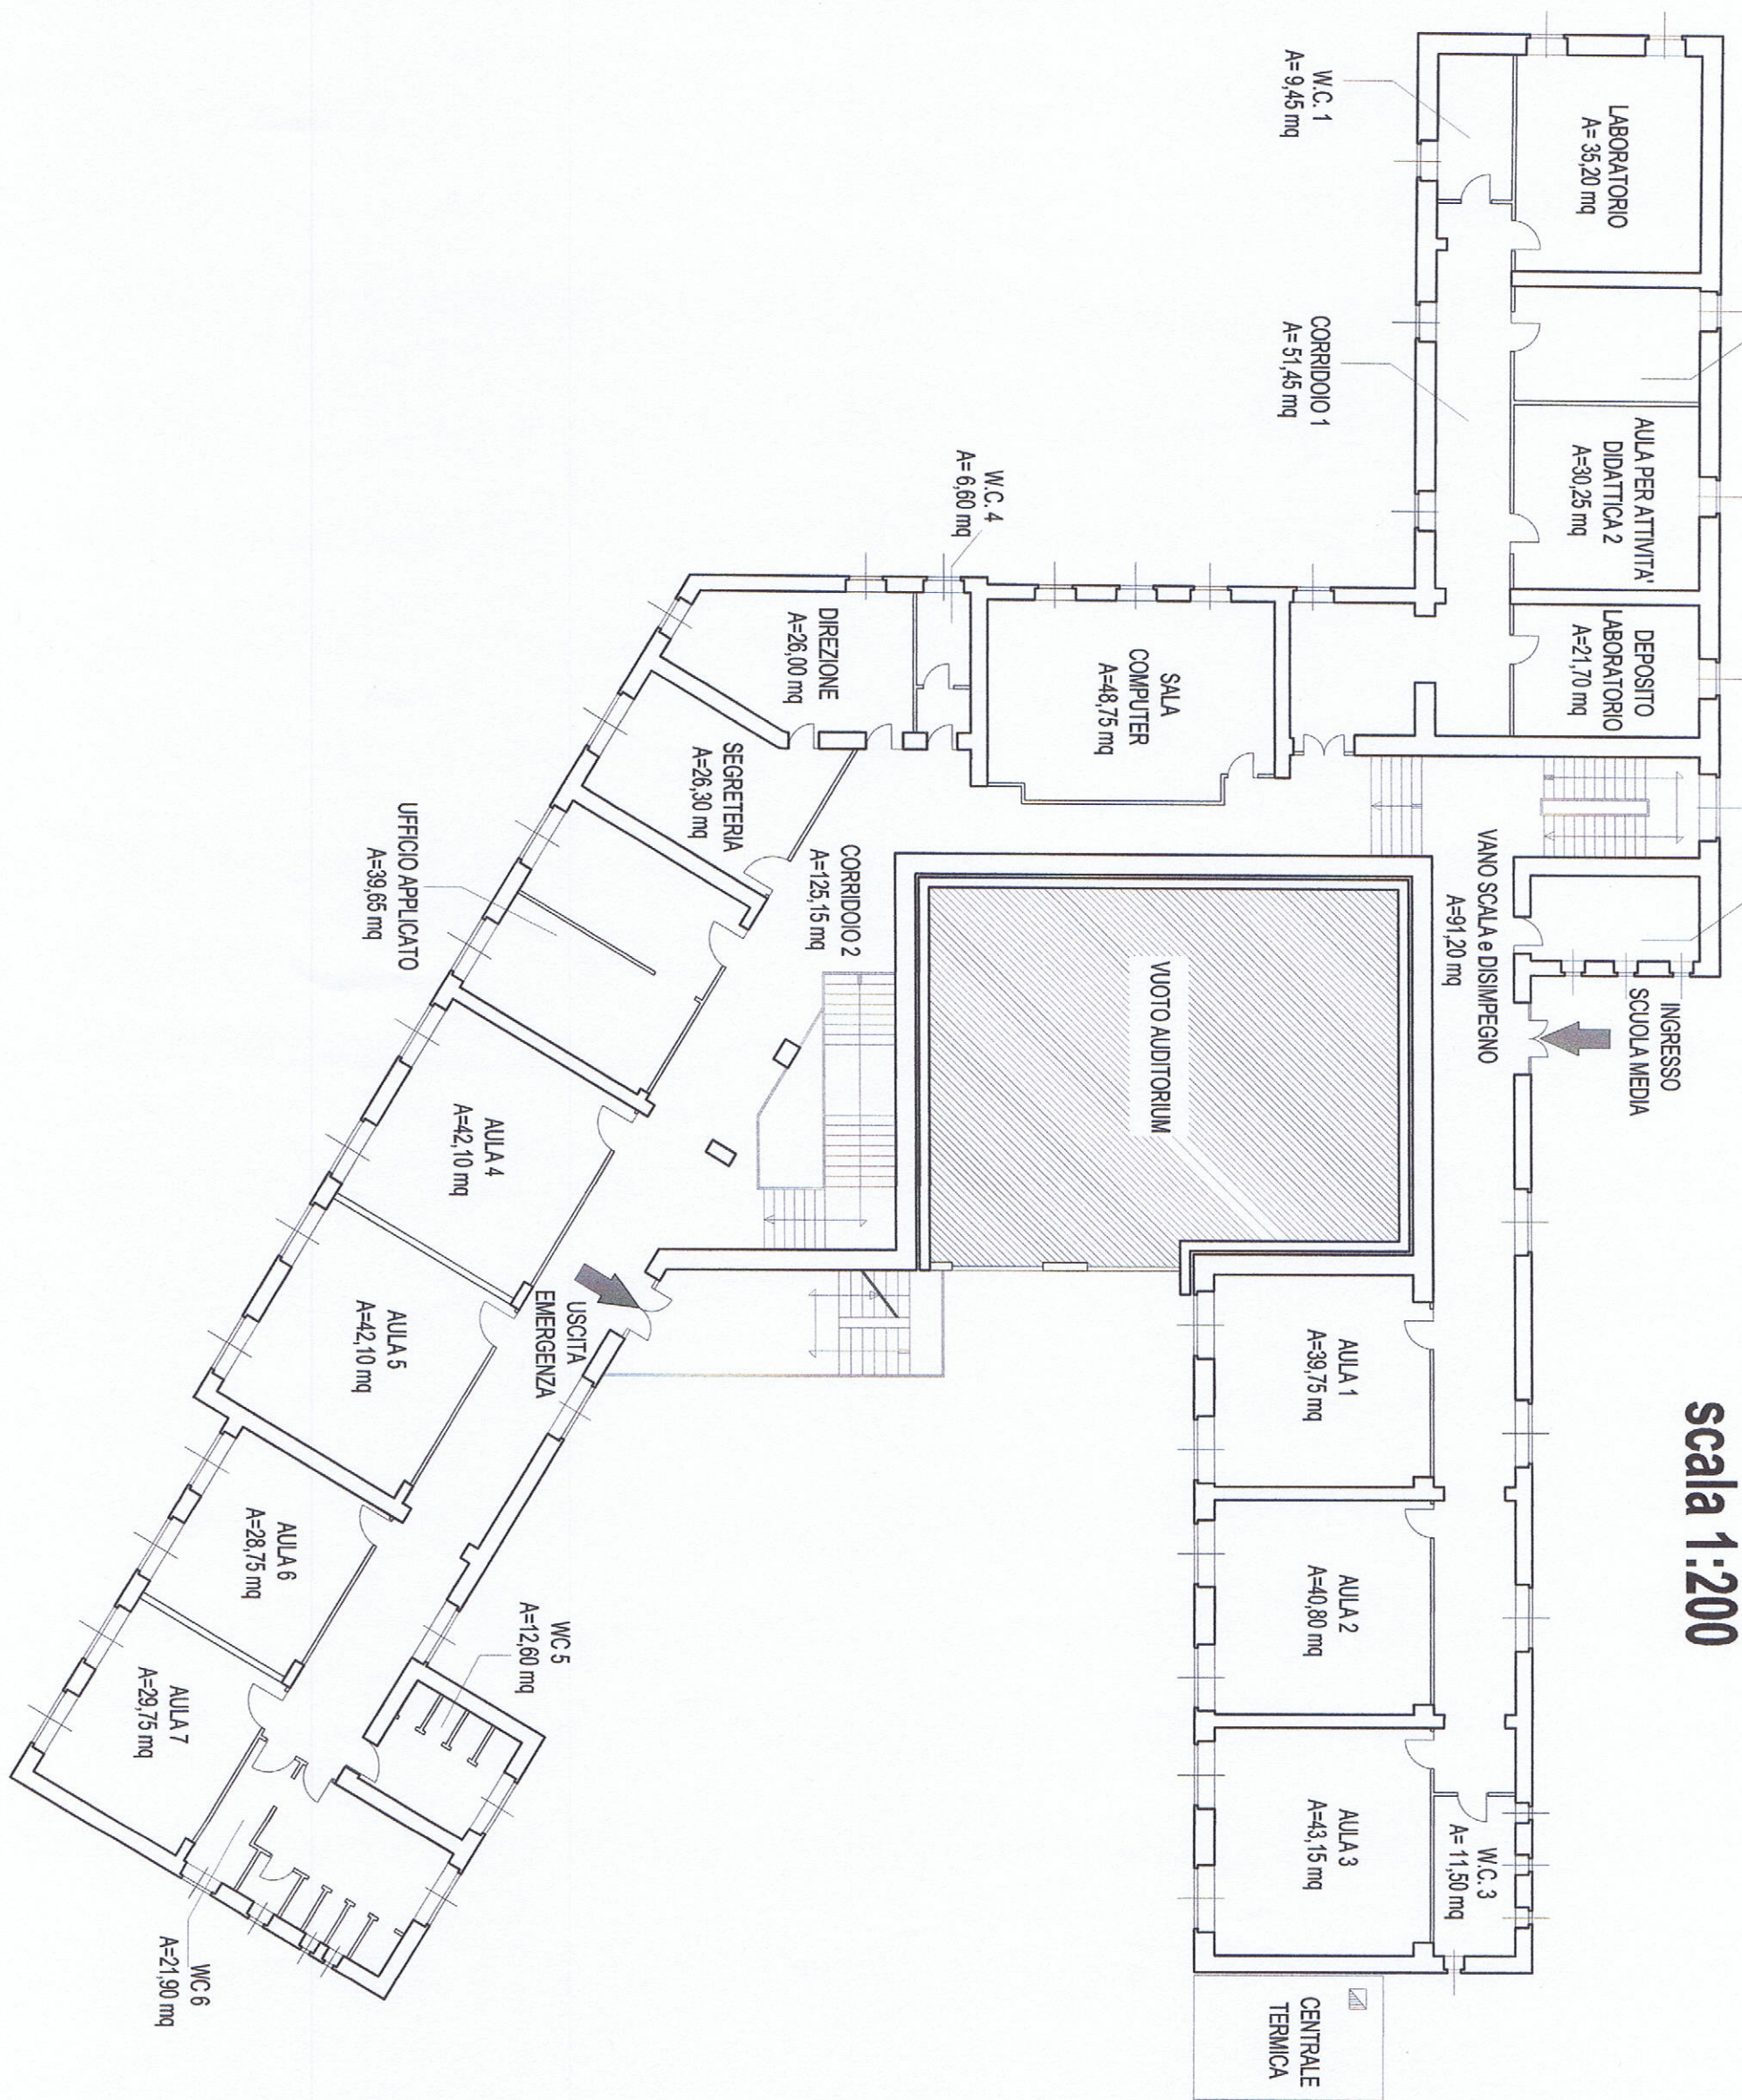 scala 1:200
LABORATORIO
A= 35,20 mq
W.C. 1
A= 9,45 mq
CORRIDOIO 1
A= 51,45 mq
AULA PER ATTIVITA'
DIDATTICA 2
A=30,25 mq
DEPOSITO
LABORATORIO
A=21,70 mq
W.C. 4
A= 6,60 mq
SALA
COMPUTER
A=48,75 mq
DIREZIONE
A=26,00 mq
SEGRETERIA
A=26,30 mq
UFFICIO APPLICATO
A=39,65 mq
CORRIDOIO 2
A=125,15 mq
VANO SCALA e DISIMPEGNO
A=91,20 mq
INGRESSO
SCUOLA MEDIA
VUOTO AUDITORIUM
AULA 4
A=42,10 mq
AULA 5
A=42,10 mq
USCITA
EMERGENZA
AULA 1
A=39,75 mq
AULA 2
A=40,80 mq
AULA 3
A=43,15 mq
W.C. 3
A= 11,50 mq
AULA 6
A=28,75 mq
AULA 7
A=29,75 mq
WC 5
A=12,60 mq
WC 6
A=21,90 mq
CENTRALE
TERMICA